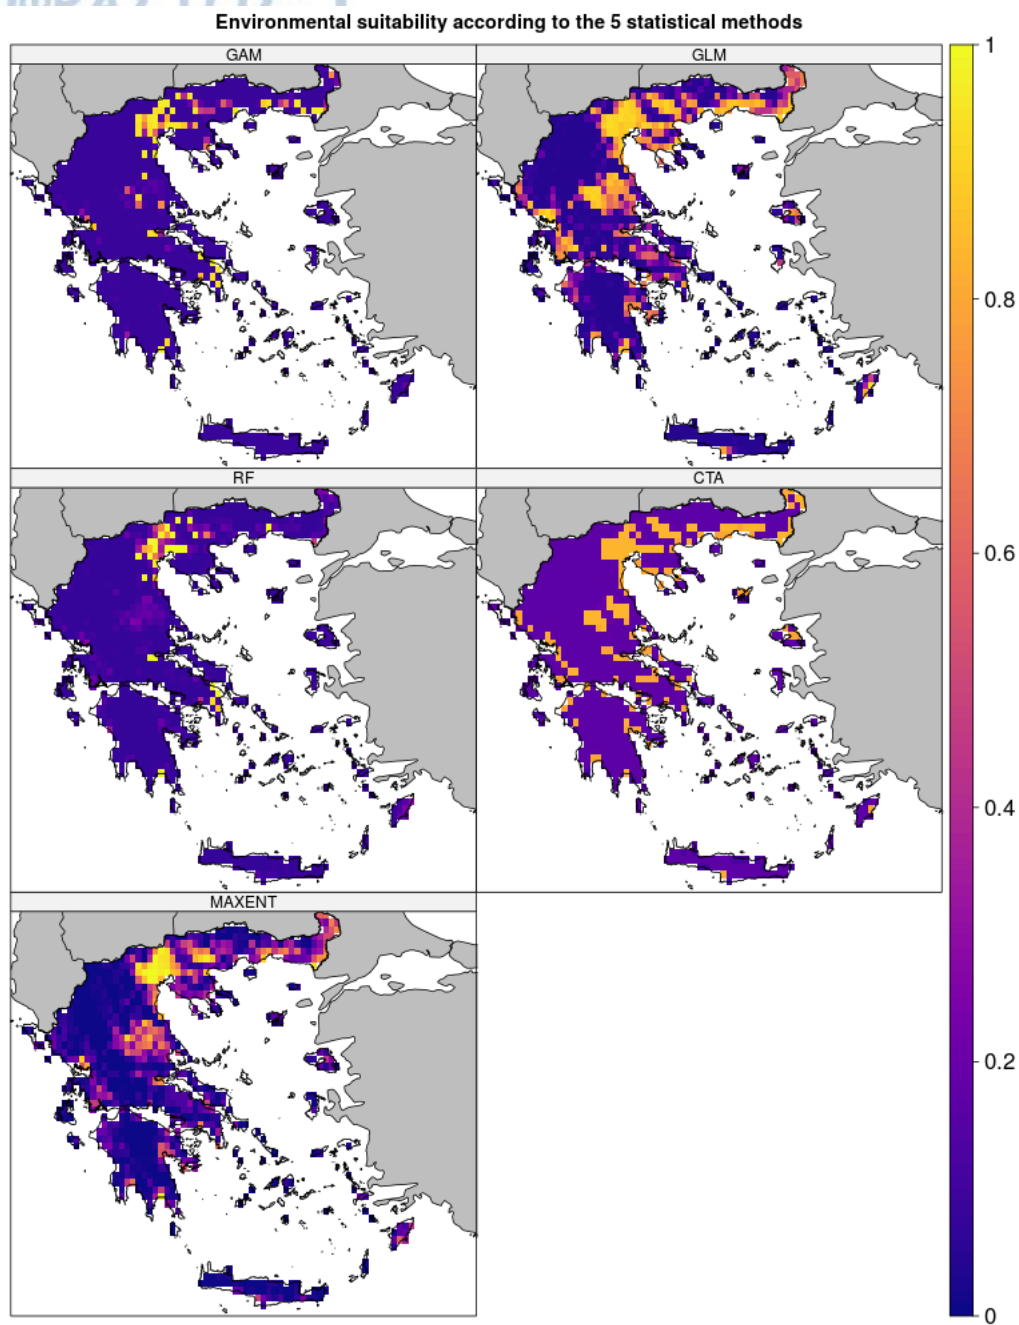 Environmental suitability according to the 5 statistical methods
GAM
GLM
1
0.8
RF
CTA
0.6
0.4
MAXENT
0.2
0